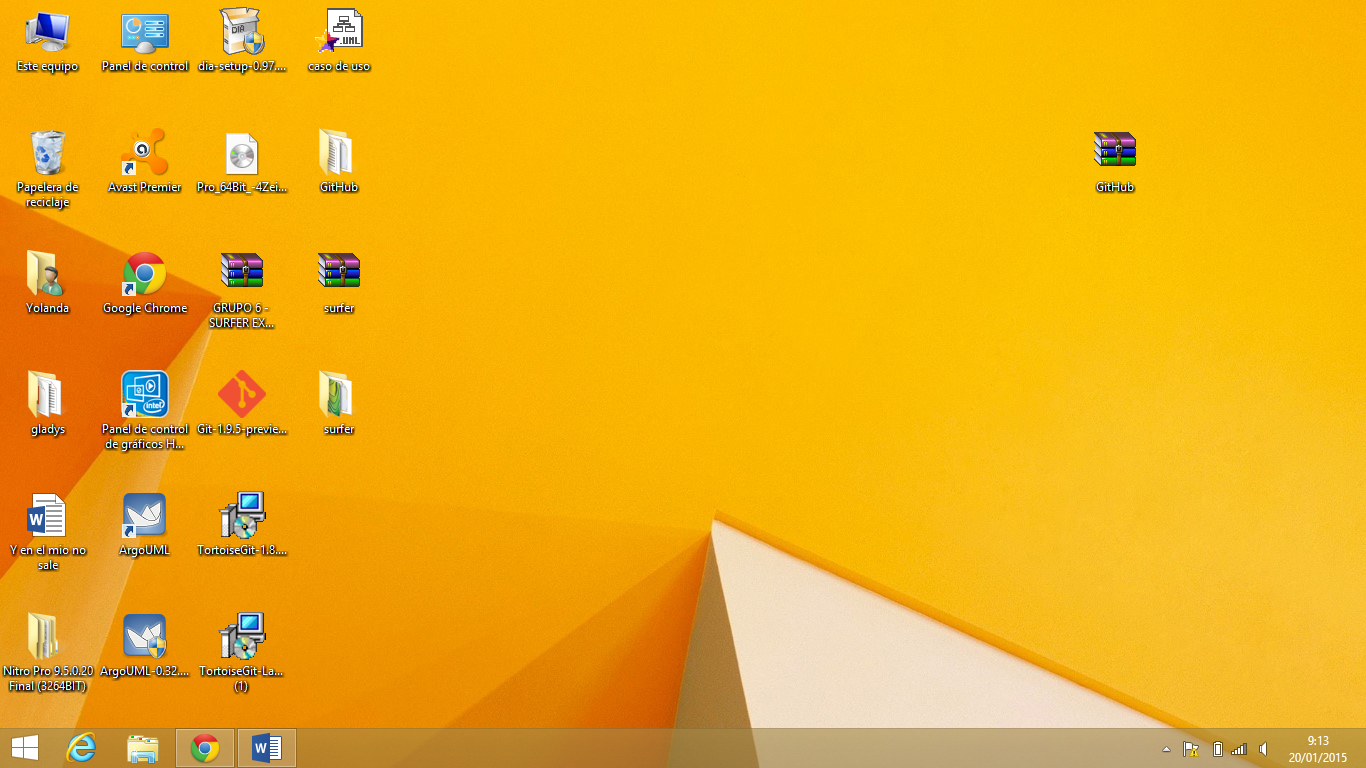 Este equipo
Panel de control
dia-setup-0.97....
.UML
caso de uso
DIA
Papelera de
reciclaje
Avast Premier
Pro_64Bit_-4Zei...
GitHub
GitHub
Yolanda
Google Chrome
GRUPO 6 -
SURFER EX...
surfer
gladys
intel
Panel de control
de gráficos H...
Git-1.9.5-previe...
surfer
Y en el mio no
sale
ArgoUML
TortoiseGit-1.8....
Nitro Pro 9.5.0.20
Final (3264BIT)
ArgoUML-0.32....
TortoiseGit-La...
(1)
9:13
20/01/2015